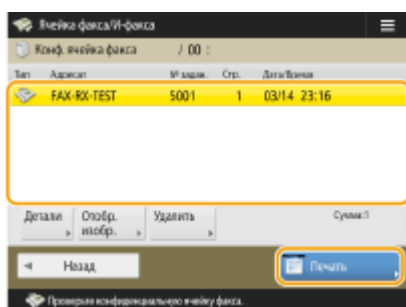 Ячейка факса/И-факса
Конф. ячейка факса / 00 :
Тип Адресат № задан. Стр. Дата/Время
FAX-RX-TEST 5001 1 03/14 23:16
Детали Отобр. изобр. Удалить Сумма:1
Назад Печать
Проверьте конфиденциальную ячейку факса.